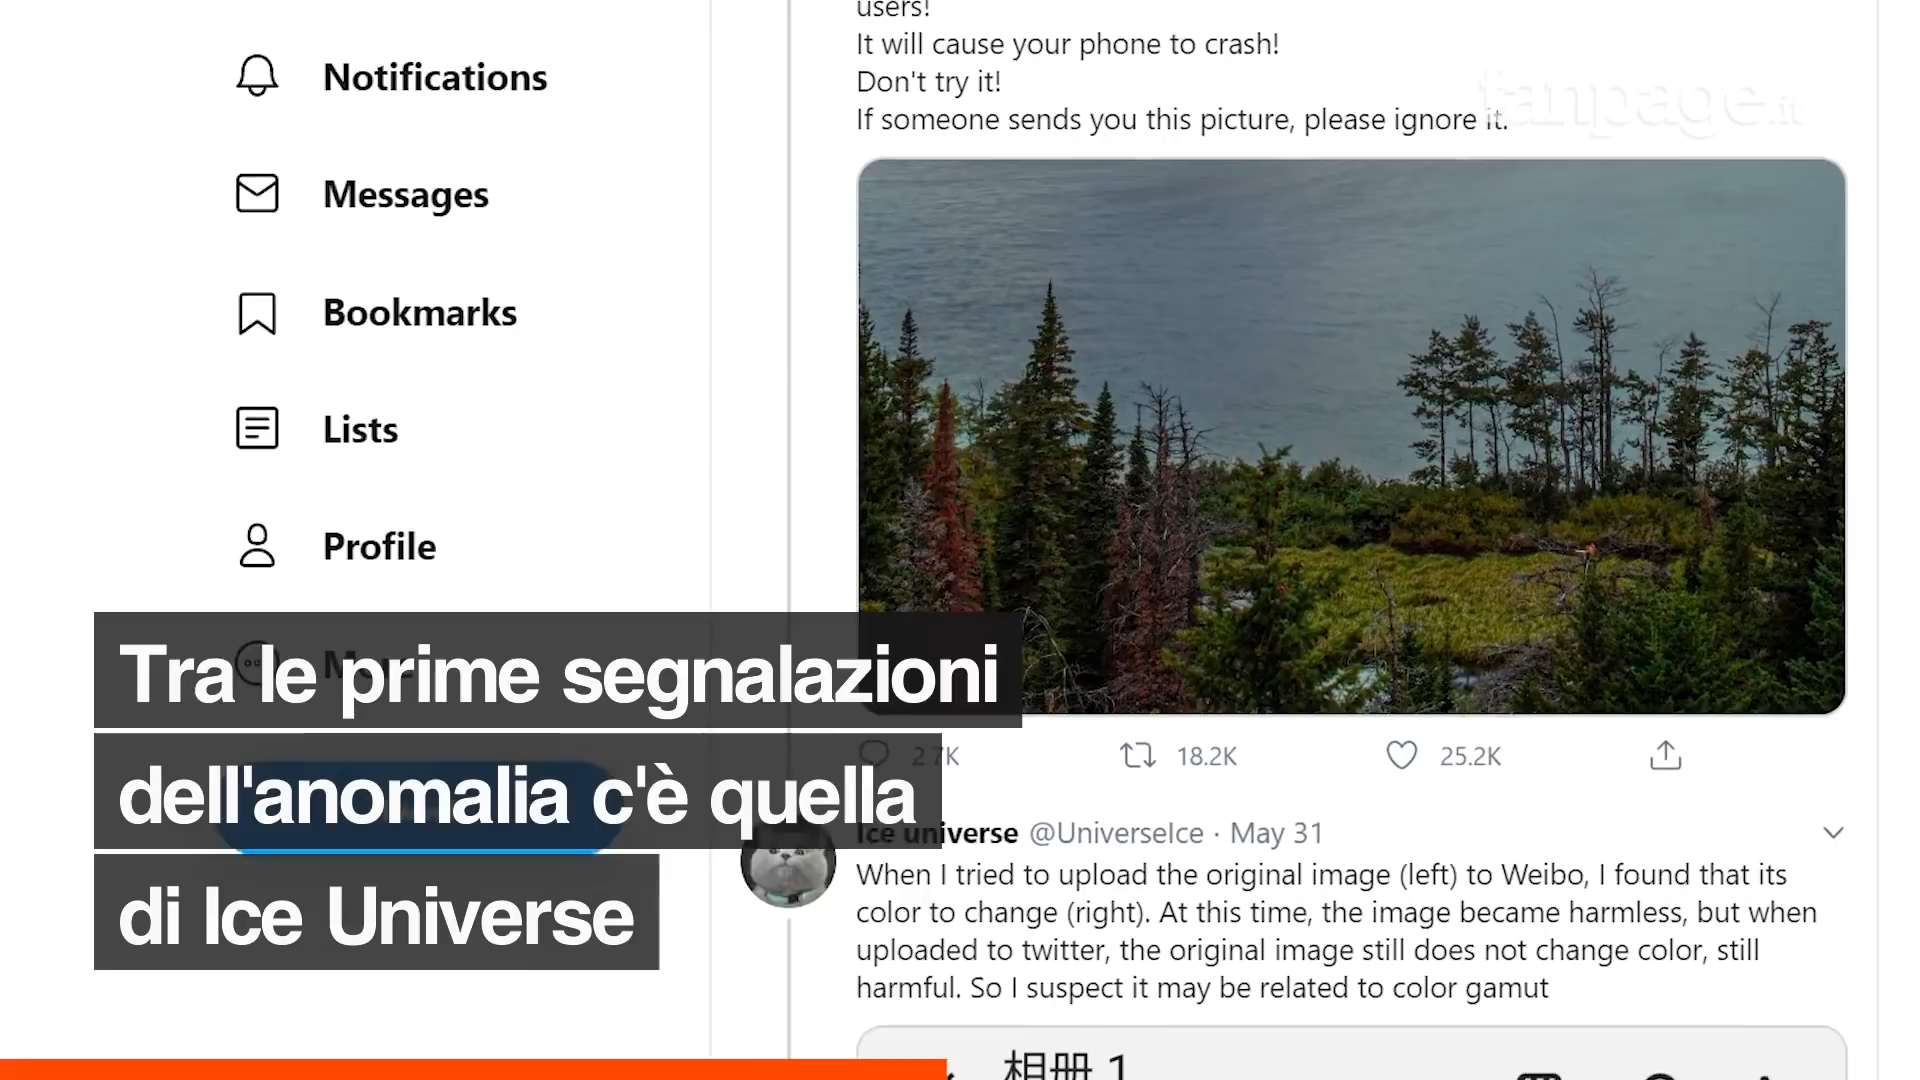 Notifications
Messages
Bookmarks
Lists
Profile
users!
It will cause your phone to crash!
Don't try it!
If someone sends you this picture, please ignore it.
fanpage.it
18.2K
25.2K
Ice universe @UniverseIce · May 31
When I tried to upload the original image (left) to Weibo, I found that its
color to change (right). At this time, the image became harmless, but when
uploaded to twitter, the original image still does not change color, still
harmful. So I suspect it may be related to color gamut
相册 1
Tra le prime segnalazioni
dell'anomalia c'è quella
di Ice Universe